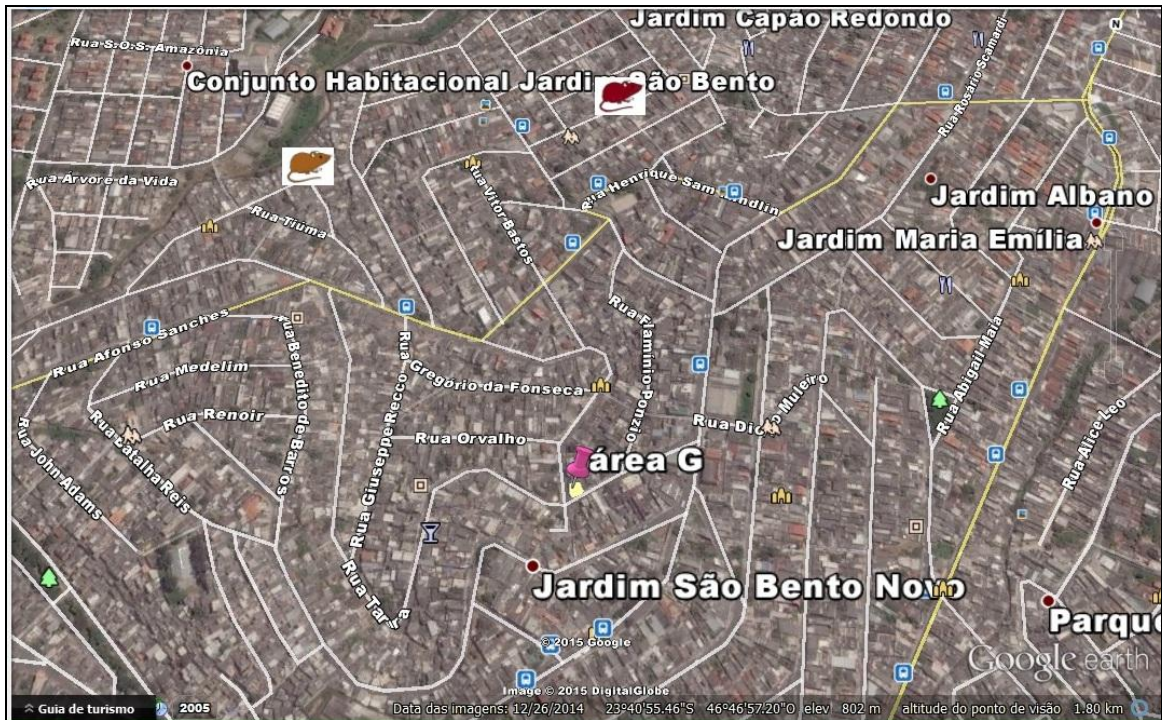 Jardim Capão Redondo
Rua S.O.S. Amazônia
Rua Rosário Scamardi
N
Conjunto Habitacional Jardim São Bento
Rua Árvore da Vida
Rua Henrique Sam Mindlin
Jardim Albano
Rua Tiuma
Rua Vitor Bastos
Jardim Maria Emília
Rua Flamínio Ponzio
Rua Afonso Sanches
Rua Benedito de Barros
Rua Giuseppe Recco
Rua Abigail Maia
Rua Medelim
Gregório da Fonseca
Rua Renoir
Rua Dio Muleiro
Rua Alice Leo
Rua Batalha Reis
Rua John Adams
Rua Orvalho
área G
Rua Tarira
Jardim São Bento Novo
Parque
© 2015 Google
Google earth
Image © 2015 DigitalGlobe
Guia de turismo
2005
Data das imagens: 12/26/2014 23°40'55.46"S 46°46'57.20"O elev 802 m altitude do ponto de visão 1.80 km